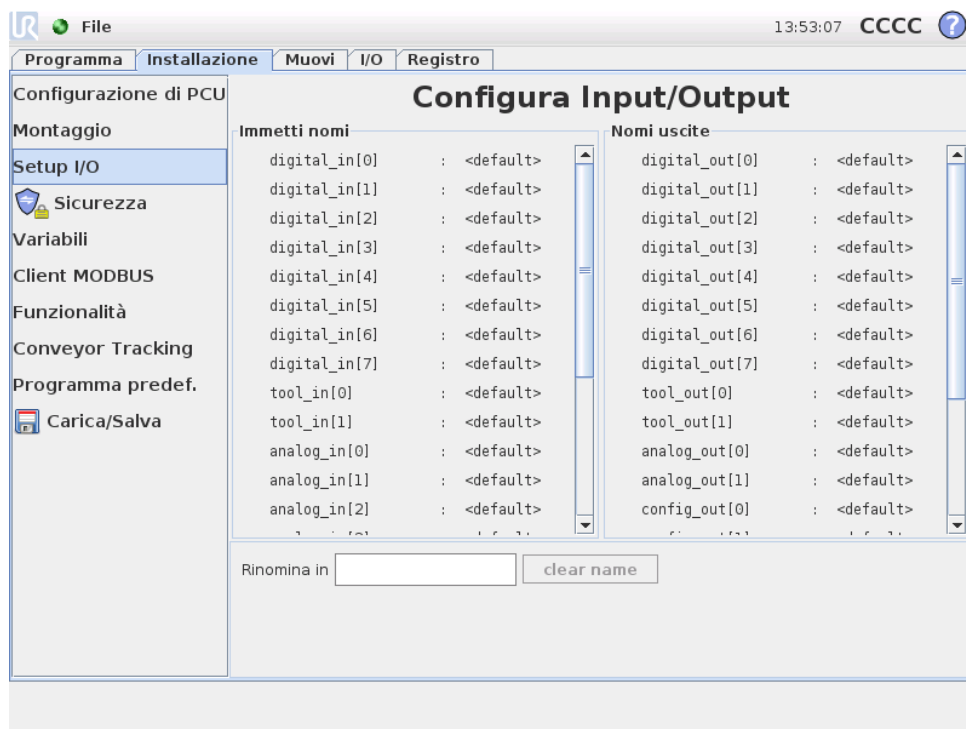 UR File 13:53:07 CCCC ?
Programma Installazione Muovi I/O Registro
Configurazione di PCU
Montaggio
Setup I/O
Sicurezza
Variabili
Client MODBUS
Funzionalità
Conveyor Tracking
Programma predef.
Carica/Salva
Configura Input/Output
Immetti nomi
digital_in[0] : <default>
digital_in[1] : <default>
digital_in[2] : <default>
digital_in[3] : <default>
digital_in[4] : <default>
digital_in[5] : <default>
digital_in[6] : <default>
digital_in[7] : <default>
tool_in[0] : <default>
tool_in[1] : <default>
analog_in[0] : <default>
analog_in[1] : <default>
analog_in[2] : <default>
Nomi uscite
digital_out[0] : <default>
digital_out[1] : <default>
digital_out[2] : <default>
digital_out[3] : <default>
digital_out[4] : <default>
digital_out[5] : <default>
digital_out[6] : <default>
digital_out[7] : <default>
tool_out[0] : <default>
tool_out[1] : <default>
analog_out[0] : <default>
analog_out[1] : <default>
config_out[0] : <default>
Rinomina in clear name